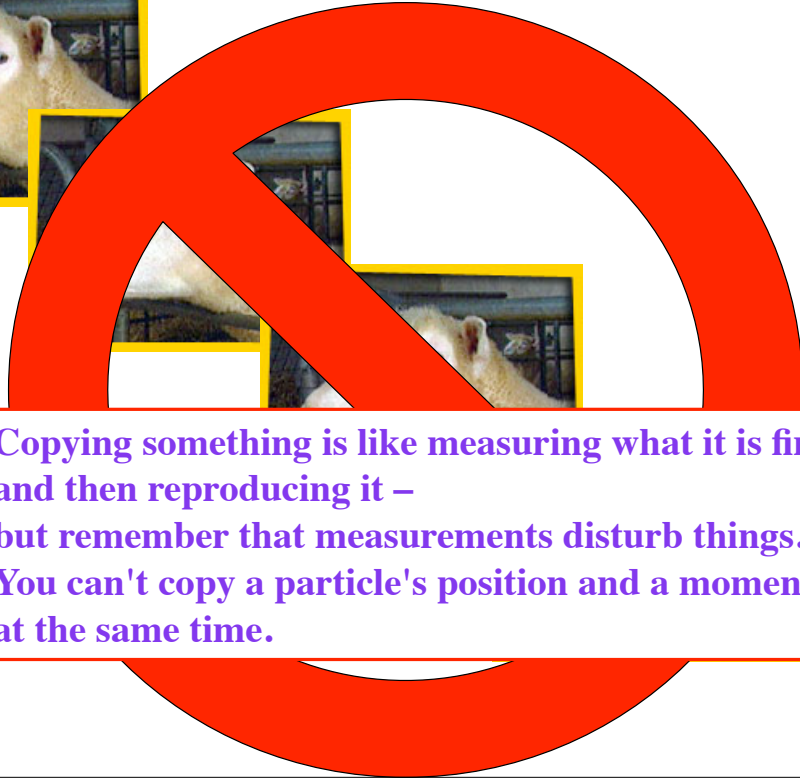 Copying something is like measuring what it is
and then reproducing it –
but remember that measurements disturb things.
You can't copy a particle's position and a
at the same time.